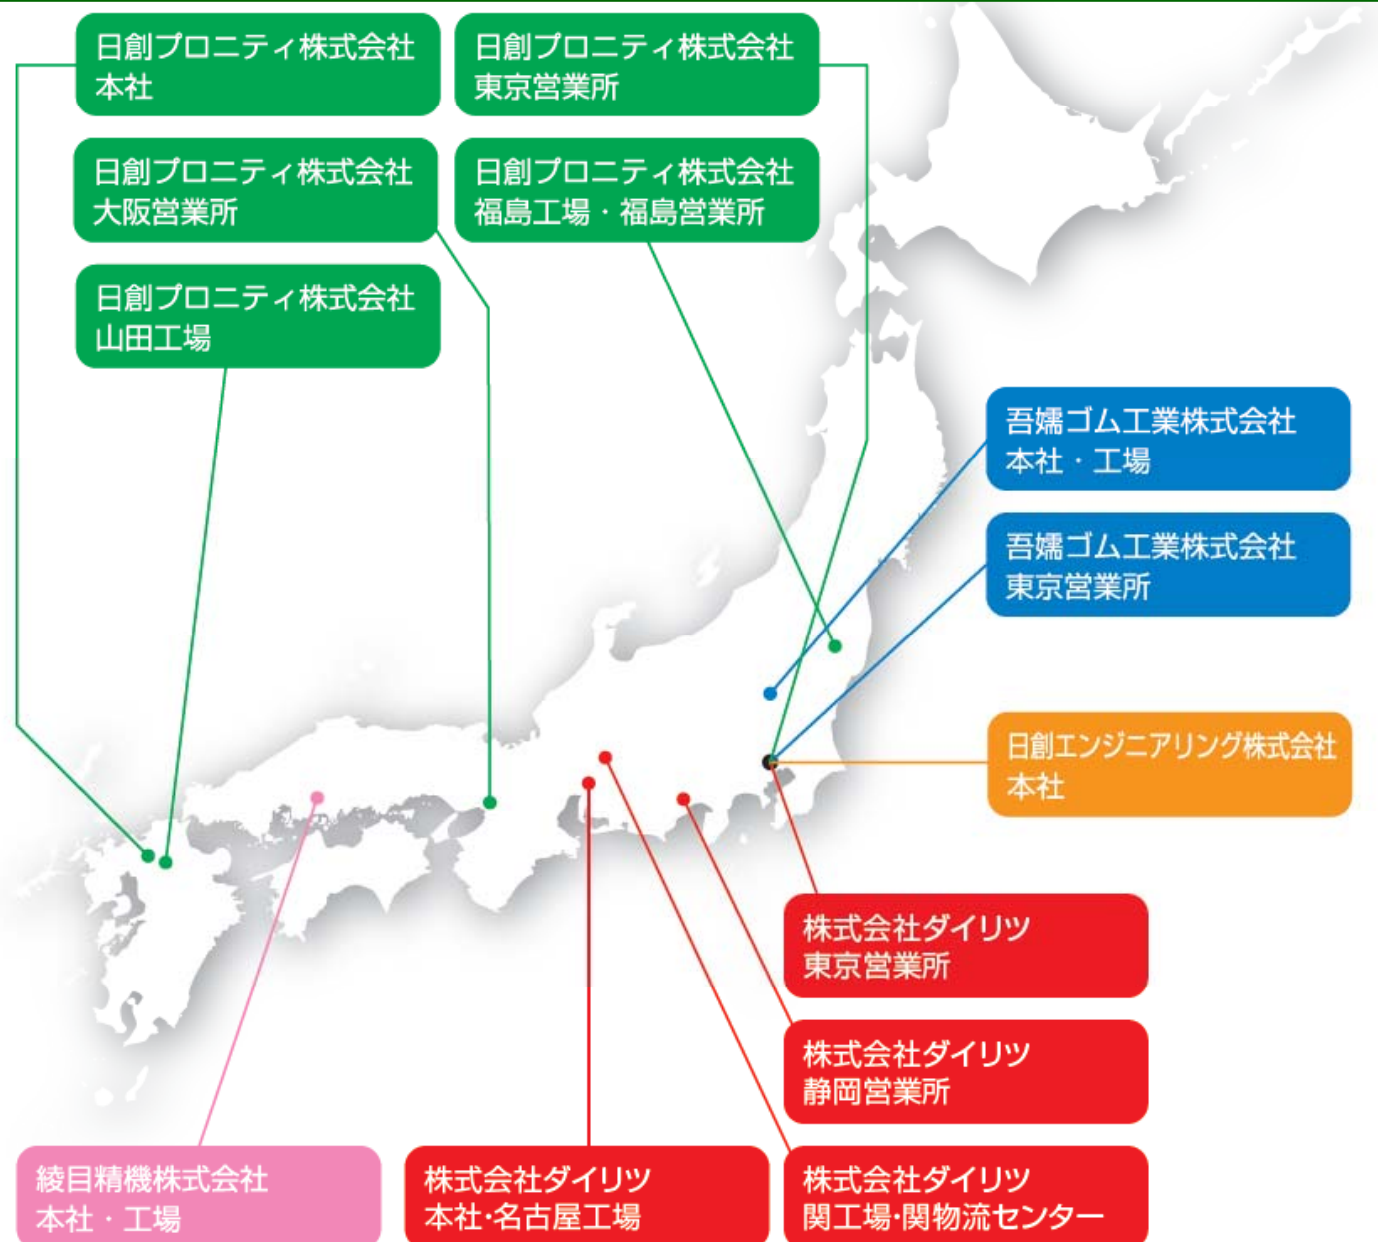 日創プロニティ株式会社
本社
日創プロニティ株式会社
東京営業所
日創プロニティ株式会社
大阪営業所
日創プロニティ株式会社
福島工場・福島営業所
日創プロニティ株式会社
山田工場
吾嬬ゴム工業株式会社
本社・工場
吾嬬ゴム工業株式会社
東京営業所
日創エンジニアリング株式会社
本社
株式会社ダイリツ
東京営業所
株式会社ダイリツ
静岡営業所
綾目精機株式会社
本社・工場
株式会社ダイリツ
本社・名古屋工場
株式会社ダイリツ
関工場・関物流センター